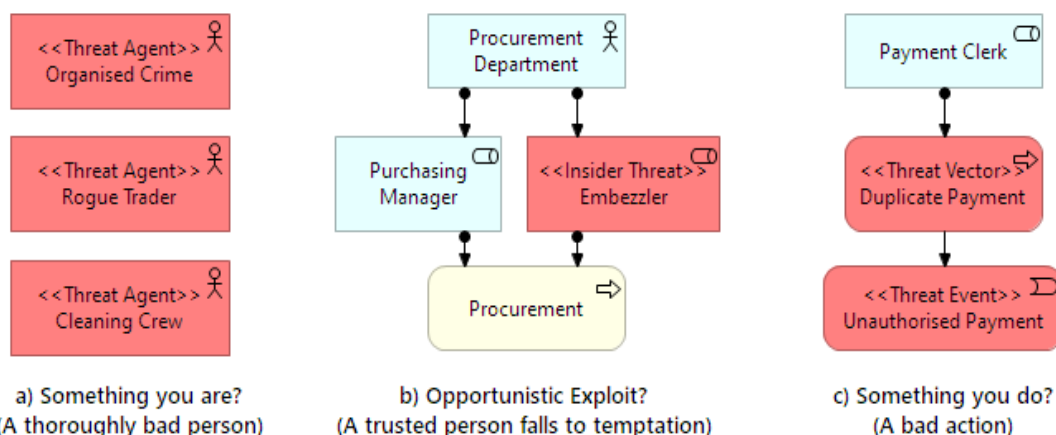 <<Threat Agent>>
Organised Crime
<<Threat Agent>>
Rogue Trader
<<Threat Agent>>
Cleaning Crew
a) Something you are?
(A thoroughly bad person)
Procurement
Department
Purchasing
Manager
<<Insider Threat>>
Embezzler
Procurement
b) Opportunistic Exploit?
(A trusted person falls to temptation)
Payment Clerk
<<Threat Vector>>
Duplicate Payment
<<Threat Event>>
Unauthorised Payment
c) Something you do?
(A bad action)